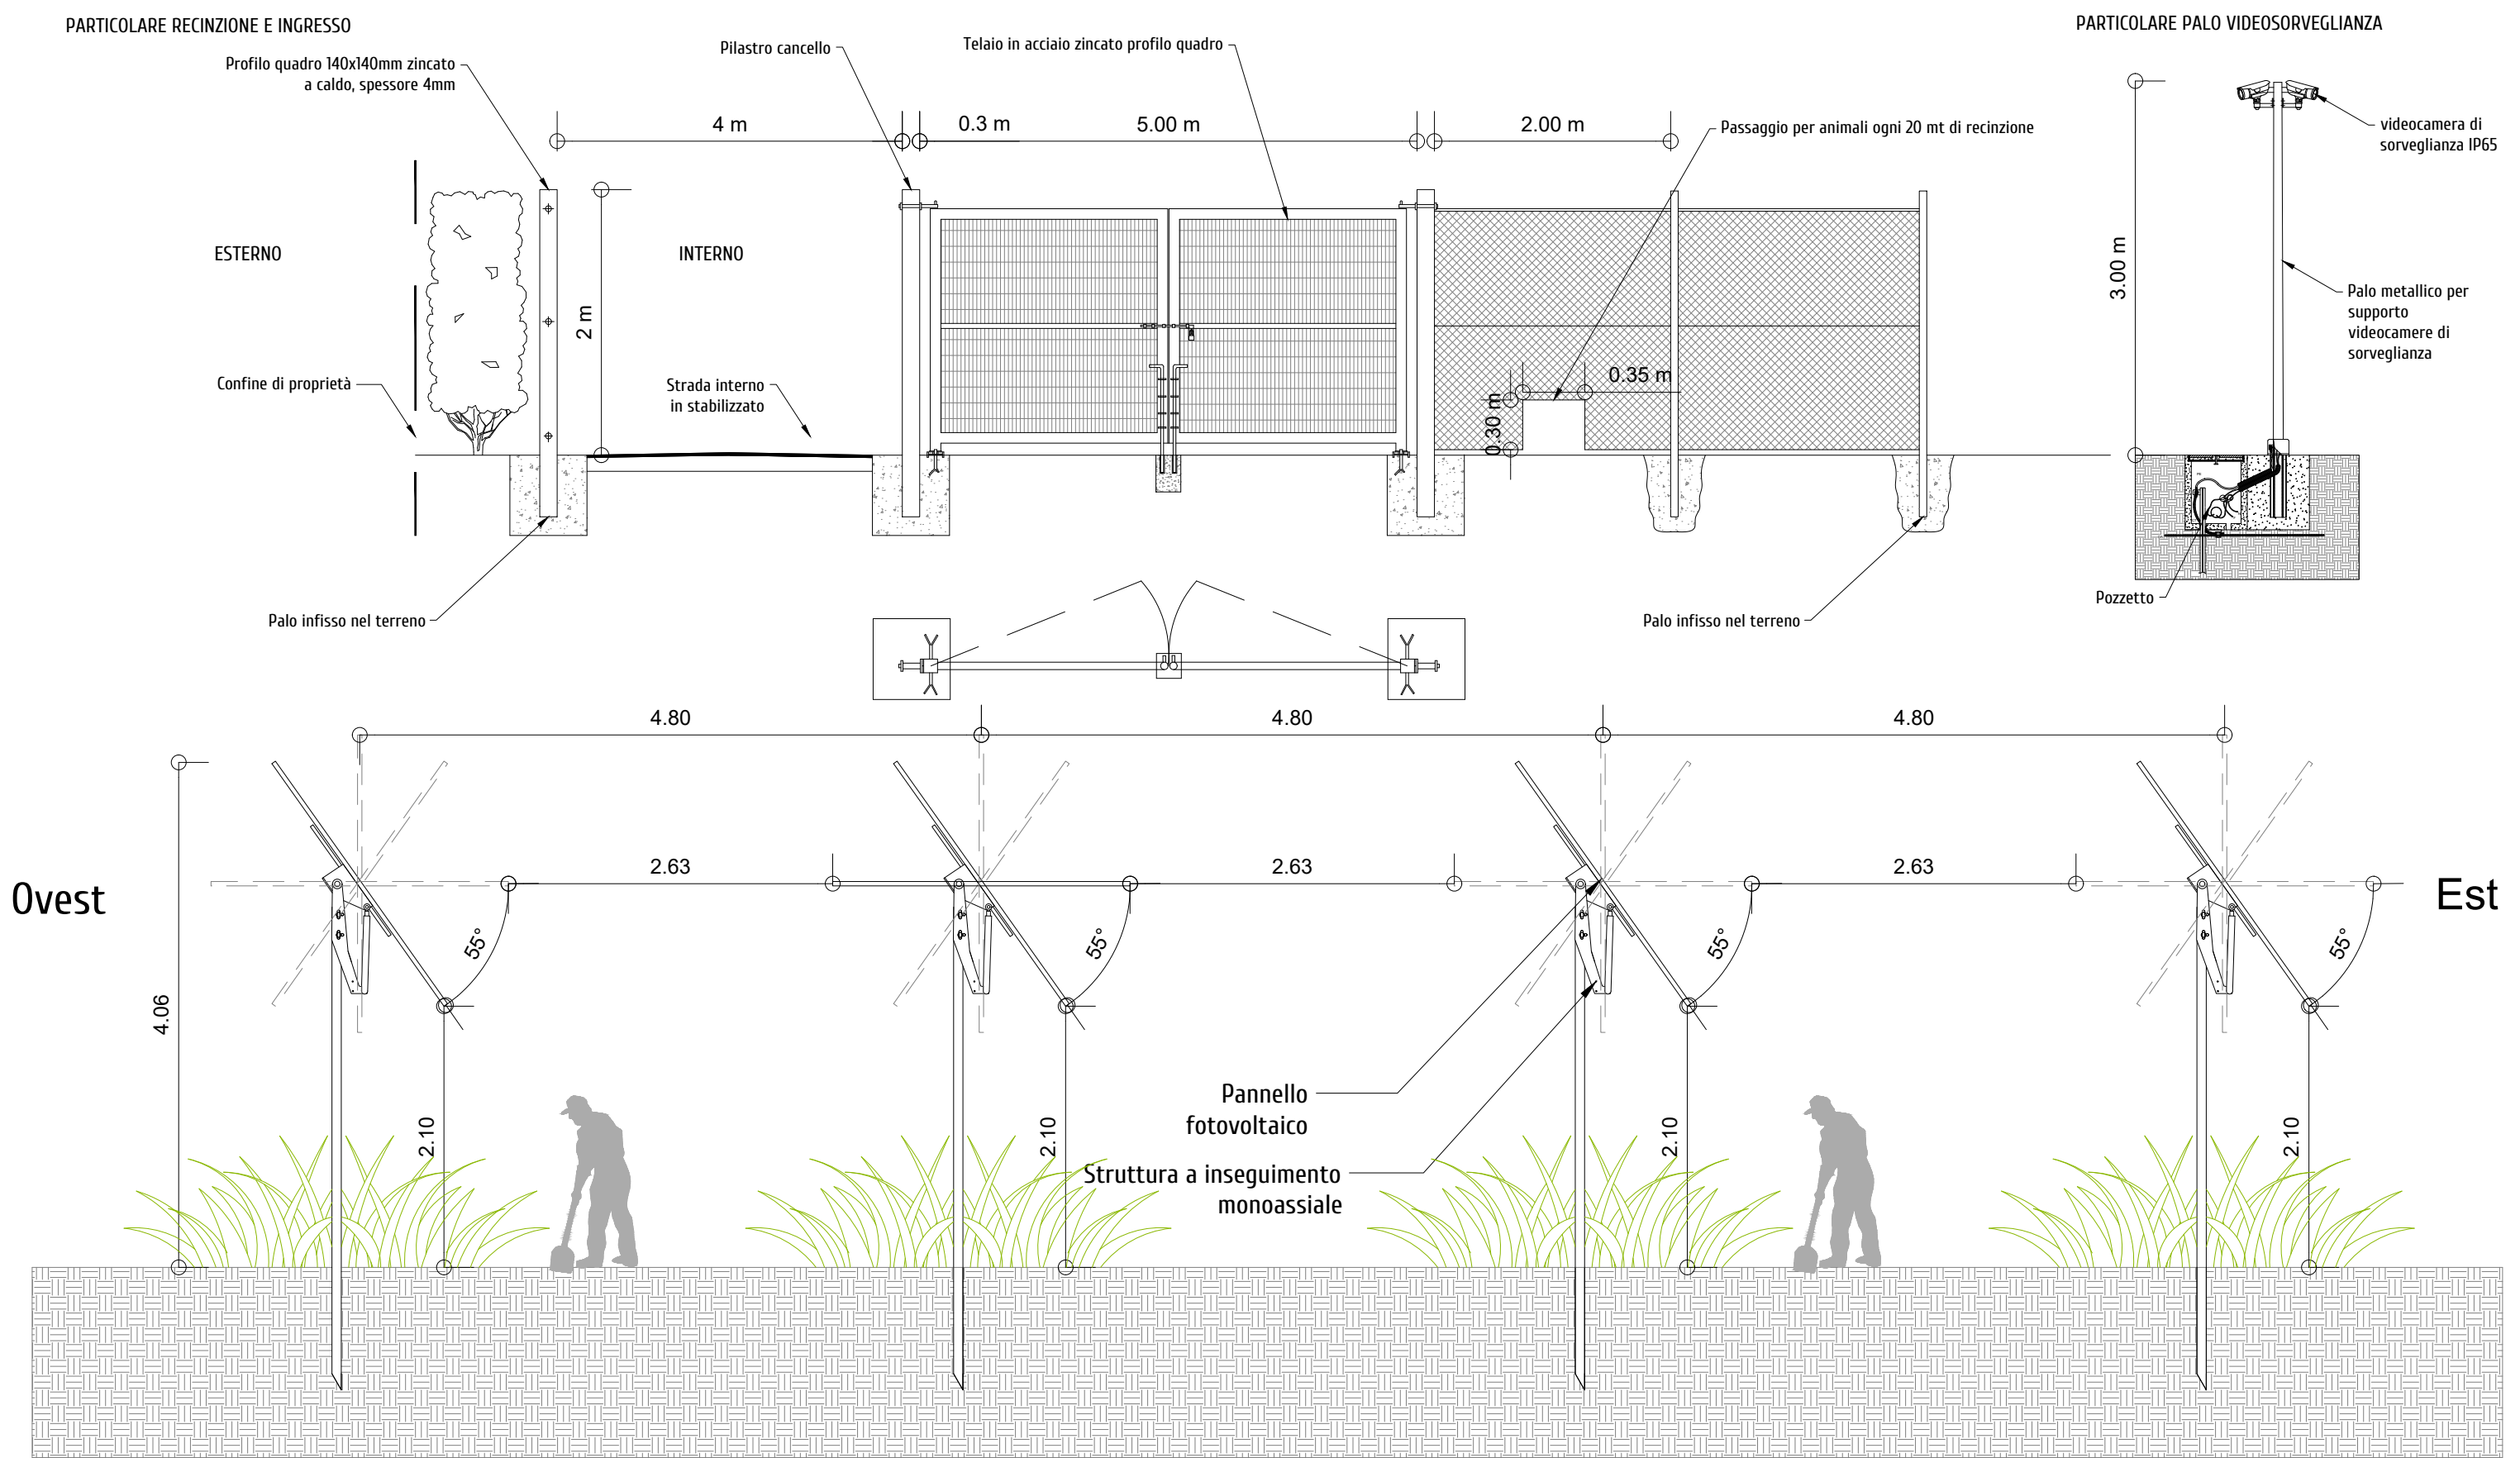 PARTICOLARE RECINZIONE E INGRESSO
PARTICOLARE PALO VIDEOSORVEGLIANZA
Profilo quadro 140x140mm zincato
a caldo, spessore 4mm
Pilastro cancello
Telaio in acciaio zincato profilo quadro
4 m
0.3 m
5.00 m
2.00 m
Passaggio per animali ogni 20 mt di recinzione
videocamera di
sorveglianza IP65
ESTERNO
INTERNO
2 m
3.00 m
Palo metallico per
supporto
videocamere di
sorveglianza
Confine di proprietà
Strada interno
in stabilizzato
0.35 m
0.30 m
Palo infisso nel terreno
Palo infisso nel terreno
Pozzetto
4.80
4.80
4.80
2.63
2.63
2.63
Ovest
Est
55°
55°
55°
55°
4.06
2.10
2.10
2.10
2.10
Pannello
fotovoltaico
Struttura a inseguimento
monoassiale